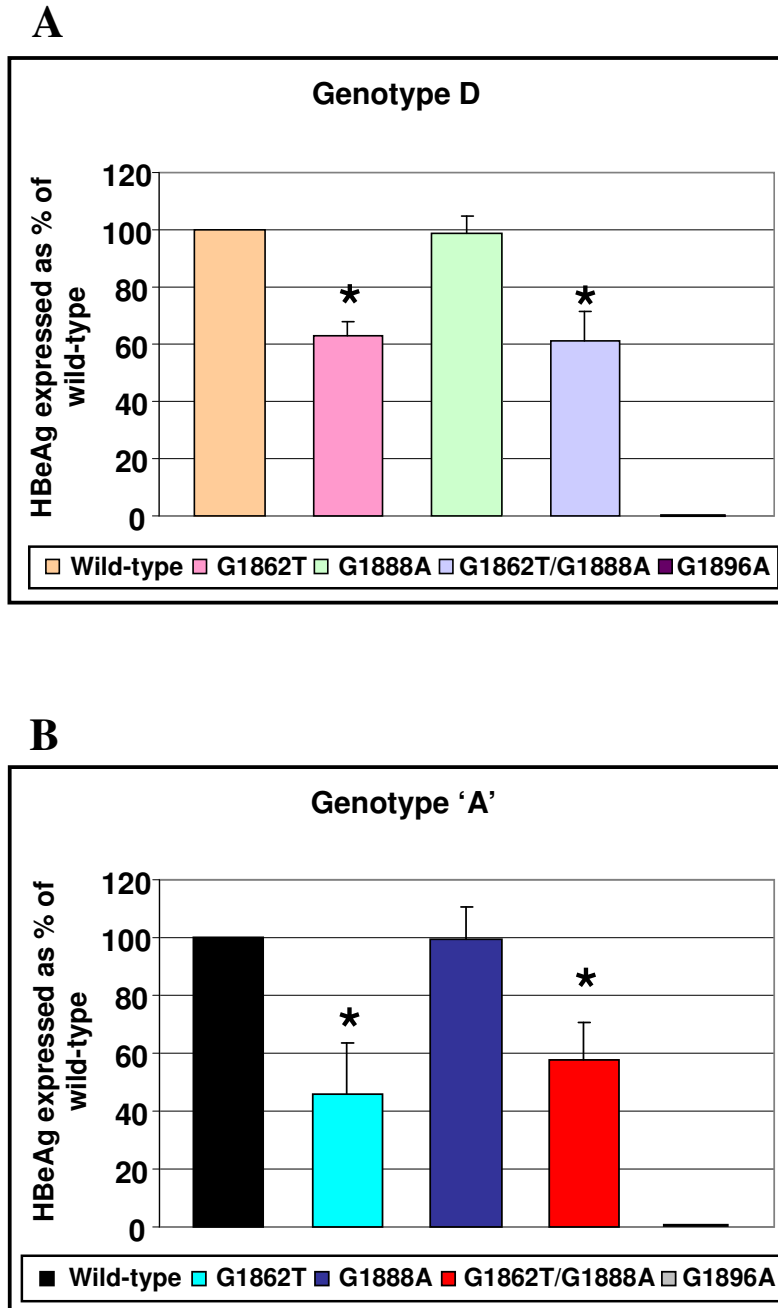 A
Genotype D
HBeAg expressed as % of
wild-type
120
100
80
60
40
20
0
*
*
Wild-type G1862T G1888A G1862T/G1888A G1896A
B
Genotype ‘A’
HBeAg expressed as % of
wild-type
120
100
80
60
40
20
0
*
*
Wild-type G1862T G1888A G1862T/G1888A G1896A